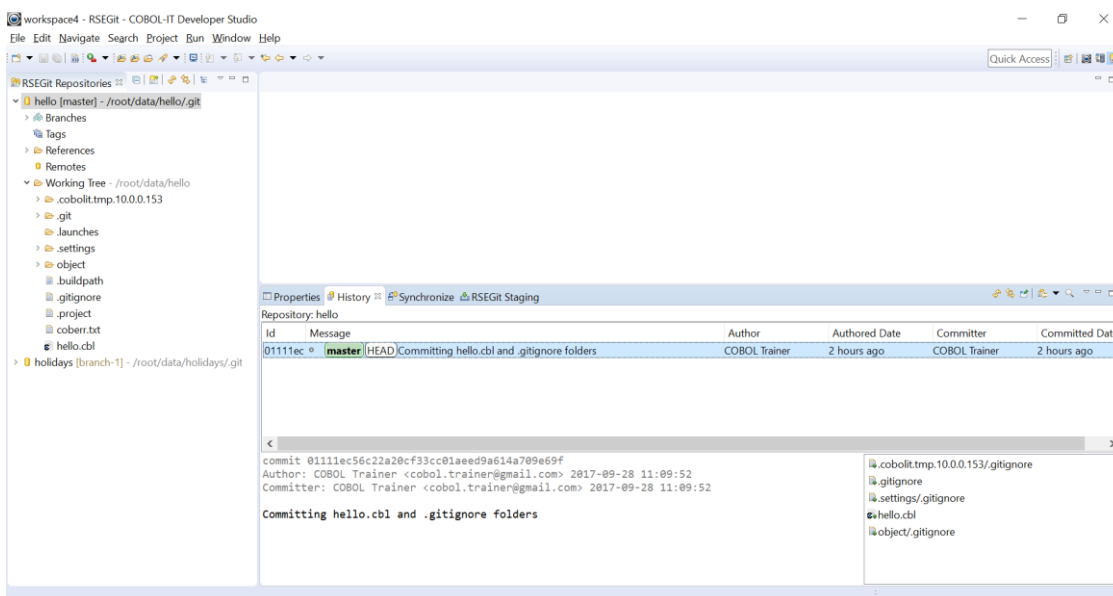 workspace4 - RSEGit - COBOL-IT Developer Studio
File Edit Navigate Search Project Run Window Help
Quick Access
RSEGit Repositories
hello [master] - /root/data/hello/.git
Branches
Tags
References
Remotes
Working Tree - /root/data/hello
.cobolit.tmp.10.0.0.153
.git
.launches
.settings
object
.buildpath
.gitignore
.project
coberr.txt
hello.cbl
holidays [branch-1] - /root/data/holidays/.git
Properties History Synchronize RSEGit Staging
Repository: hello
Id Message Author Authored Date Committer Committed Dat
01111ec master HEAD Committing hello.cbl and .gitignore folders COBOL Trainer 2 hours ago COBOL Trainer 2 hours ago
commit 01111ec56c22a20cf33cc01aeed9a614a709e69f
Author: COBOL Trainer <cobol.trainer@gmail.com> 2017-09-28 11:09:52
Committer: COBOL Trainer <cobol.trainer@gmail.com> 2017-09-28 11:09:52
Committing hello.cbl and .gitignore folders
.cobolit.tmp.10.0.0.153/.gitignore
.gitignore
.settings/.gitignore
hello.cbl
object/.gitignore